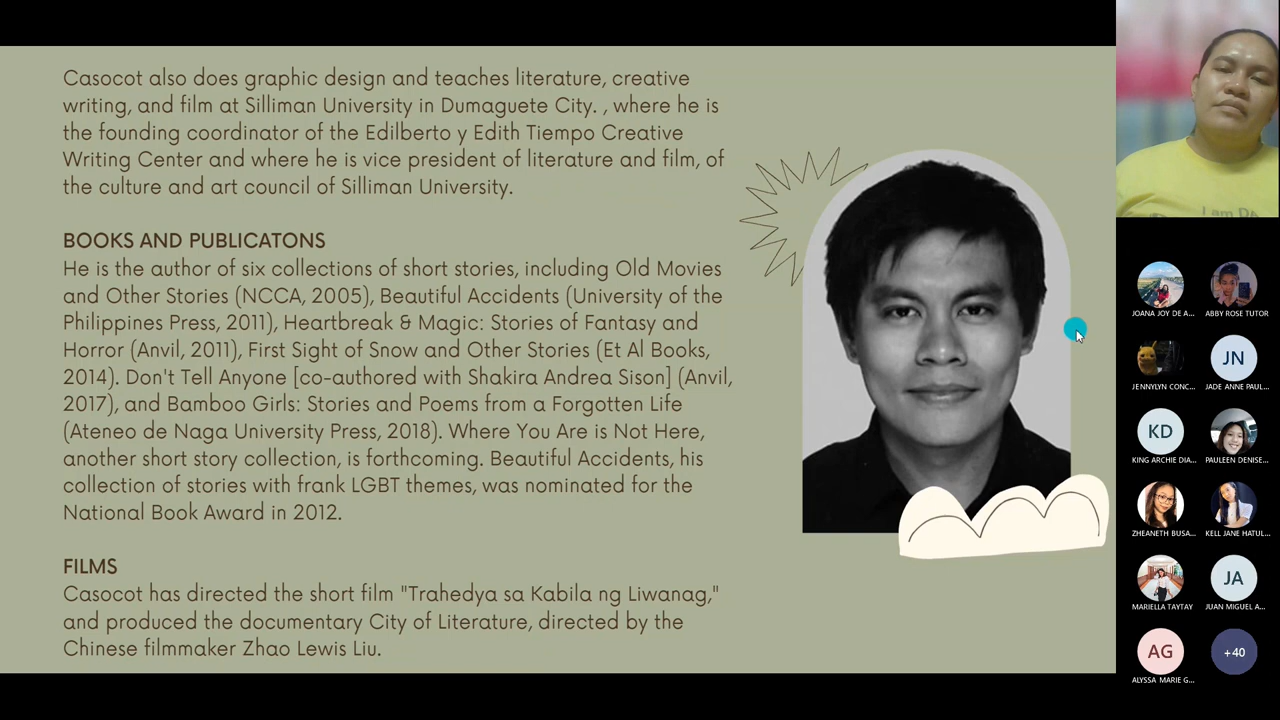 Casocot also does graphic design and teaches literature, creative
writing, and film at Silliman University in Dumaguete City. , where he is
the founding coordinator of the Edilberto y Edith Tiempo Creative
Writing Center and where he is vice president of literature and film, of
the culture and art council of Silliman University.
BOOKS AND PUBLICATONS
He is the author of six collections of short stories, including Old Movies
and Other Stories (NCCA, 2005), Beautiful Accidents (University of the
Philippines Press, 2011), Heartbreak & Magic: Stories of Fantasy and
Horror (Anvil, 2011), First Sight of Snow and Other Stories (Et Al Books,
2014). Don't Tell Anyone [co-authored with Shakira Andrea Sison] (Anvil,
2017), and Bamboo Girls: Stories and Poems from a Forgotten Life
(Ateneo de Naga University Press, 2018). Where You Are is Not Here,
another short story collection, is forthcoming. Beautiful Accidents, his
collection of stories with frank LGBT themes, was nominated for the
National Book Award in 2012.
FILMS
Casocot has directed the short film "Trahedya sa Kabila ng Liwanag,"
and produced the documentary City of Literature, directed by the
Chinese filmmaker Zhao Lewis Liu.
I am DA
JOANA JOY DE A... ABBY ROSE TUTOR
JN
JENNYLYN CONC... JADE ANNE PAUL...
KD
KING ARCHIE DIA... PAULEEN DENISE...
ZHEANETH BUSA... KELL JANE HATUL...
JA
MARIELLA TAYTAY JUAN MIGUEL A...
AG +40
ALYSSA MARIE G...